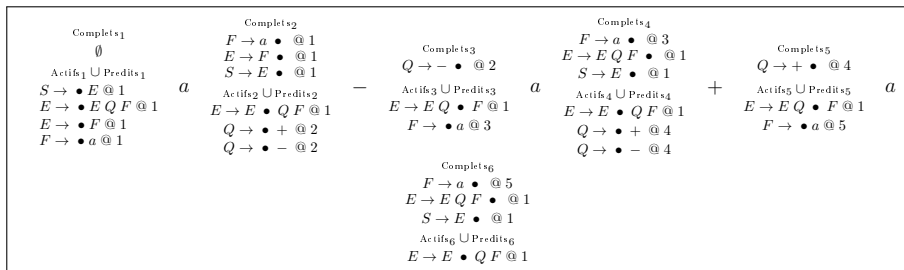 Complets₁
∅
Actifs₁ ∪ Predits₁
S → • E @ 1
E → • E Q F @ 1
E → • F @ 1
F → • a @ 1
a
Complets₂
F → a • @ 1
E → F • @ 1
S → E • @ 1
Actifs₂ ∪ Predits₂
E → E • Q F @ 1
Q → • + @ 2
Q → • − @ 2
−
Complets₃
Q → − • @ 2
Actifs₃ ∪ Predits₃
E → E Q • F @ 1
F → • a @ 3
a
Complets₄
F → a • @ 3
E → E Q F • @ 1
S → E • @ 1
Actifs₄ ∪ Predits₄
E → E • Q F @ 1
Q → • + @ 4
Q → • − @ 4
+
Complets₅
Q → + • @ 4
Actifs₅ ∪ Predits₅
E → E Q • F @ 1
F → • a @ 5
a
Complets₆
F → a • @ 5
E → E Q F • @ 1
S → E • @ 1
Actifs₆ ∪ Predits₆
E → E • Q F @ 1